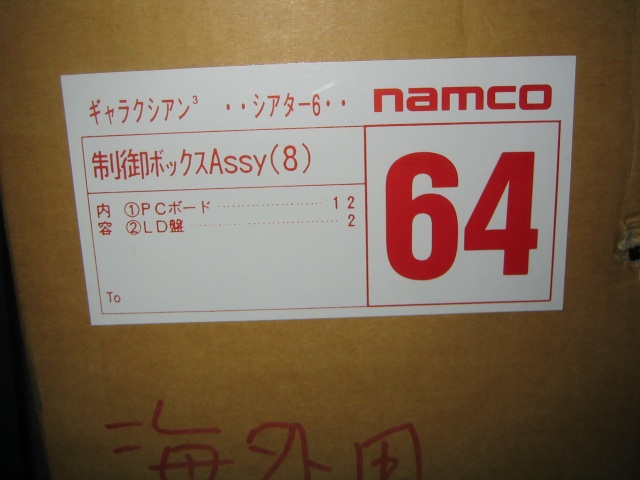 ギャラクシアン³ ・・シアター6・・ namco
制御ボックスAssy(8)
64
内容 ①PCボード 12
②LD盤 2
To
海外用